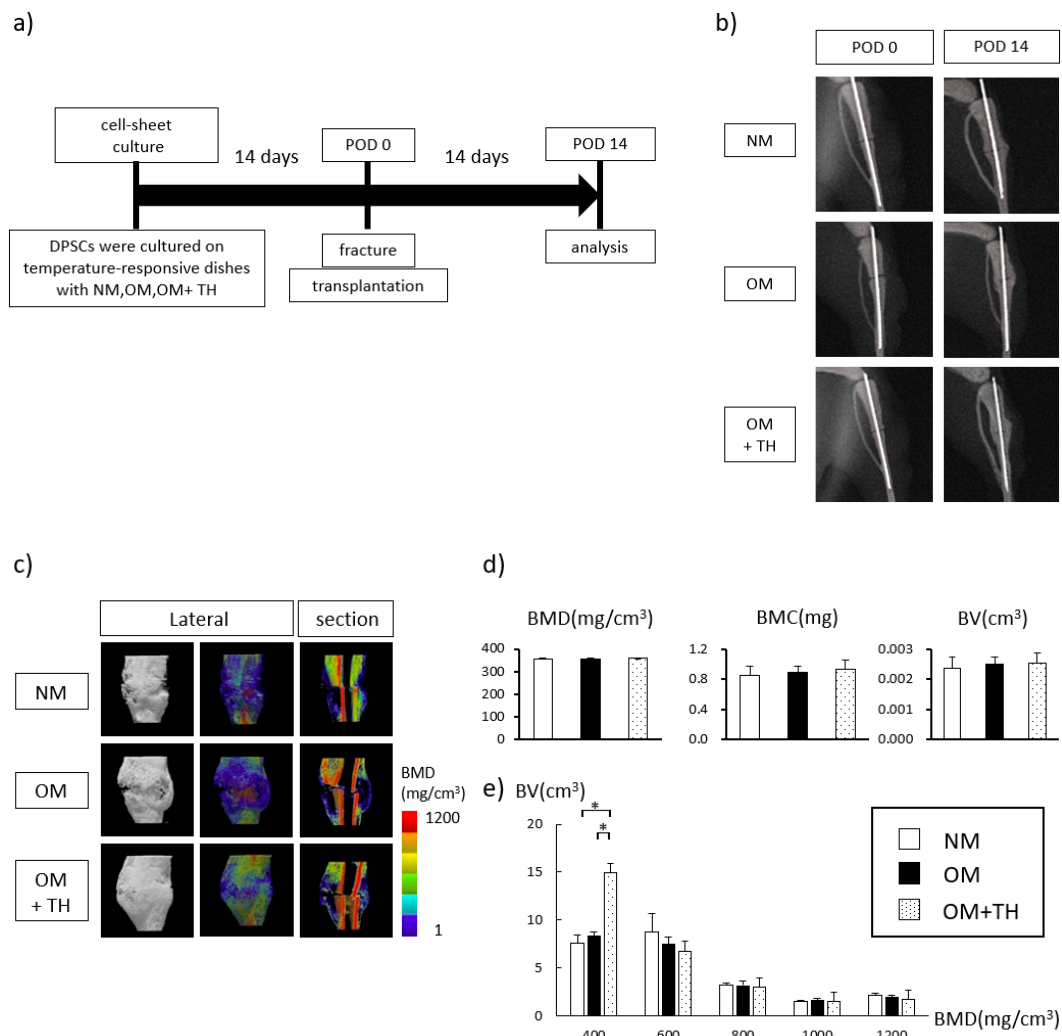 a)
cell-sheet
culture
14 days
POD 0
14 days
POD 14
DPSCs were cultured on
temperature-responsive dishes
with NM,OM,OM+ TH
fracture
transplantation
analysis
b)
POD 0
POD 14
NM
OM
OM
+ TH
c)
Lateral
section
NM
OM
OM
+ TH
BMD
(mg/cm³)
1200
1
d)
BMD(mg/cm³)
400
300
200
100
0
BMC(mg)
1.2
0.8
0.4
0.0
BV(cm³)
0.003
0.002
0.001
0.000
e)
BV(cm³)
20
15
10
5
0
*
*
400
600
800
1000
1200
BMD(mg/cm³)
NM
OM
OM+TH